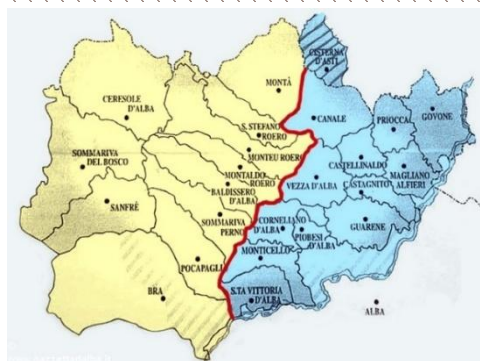 CISTERNA
D'ASTI
MONTÀ
CERESOLE
D'ALBA
CANALE
PRIOCCA
GOVONE
S. STEFANO
ROERO
MONTEU ROERO
SOMMARIVA
DEL BOSCO
CASTELLINALDO
MONTALDO
ROERO
BALDISSERO
D'ALBA
VEZZA D'ALBA
MAGLIANO
ALFIERI
CASTAGNITO
SANFRÈ
SOMMARIVA
PERNO
CORNELIANO
D'ALBA
PIOBESI
D'ALBA
GUARENE
MONTICELLO
POCAPAGLIA
BRA
S.TA VITTORIA
D'ALBA
ALBA